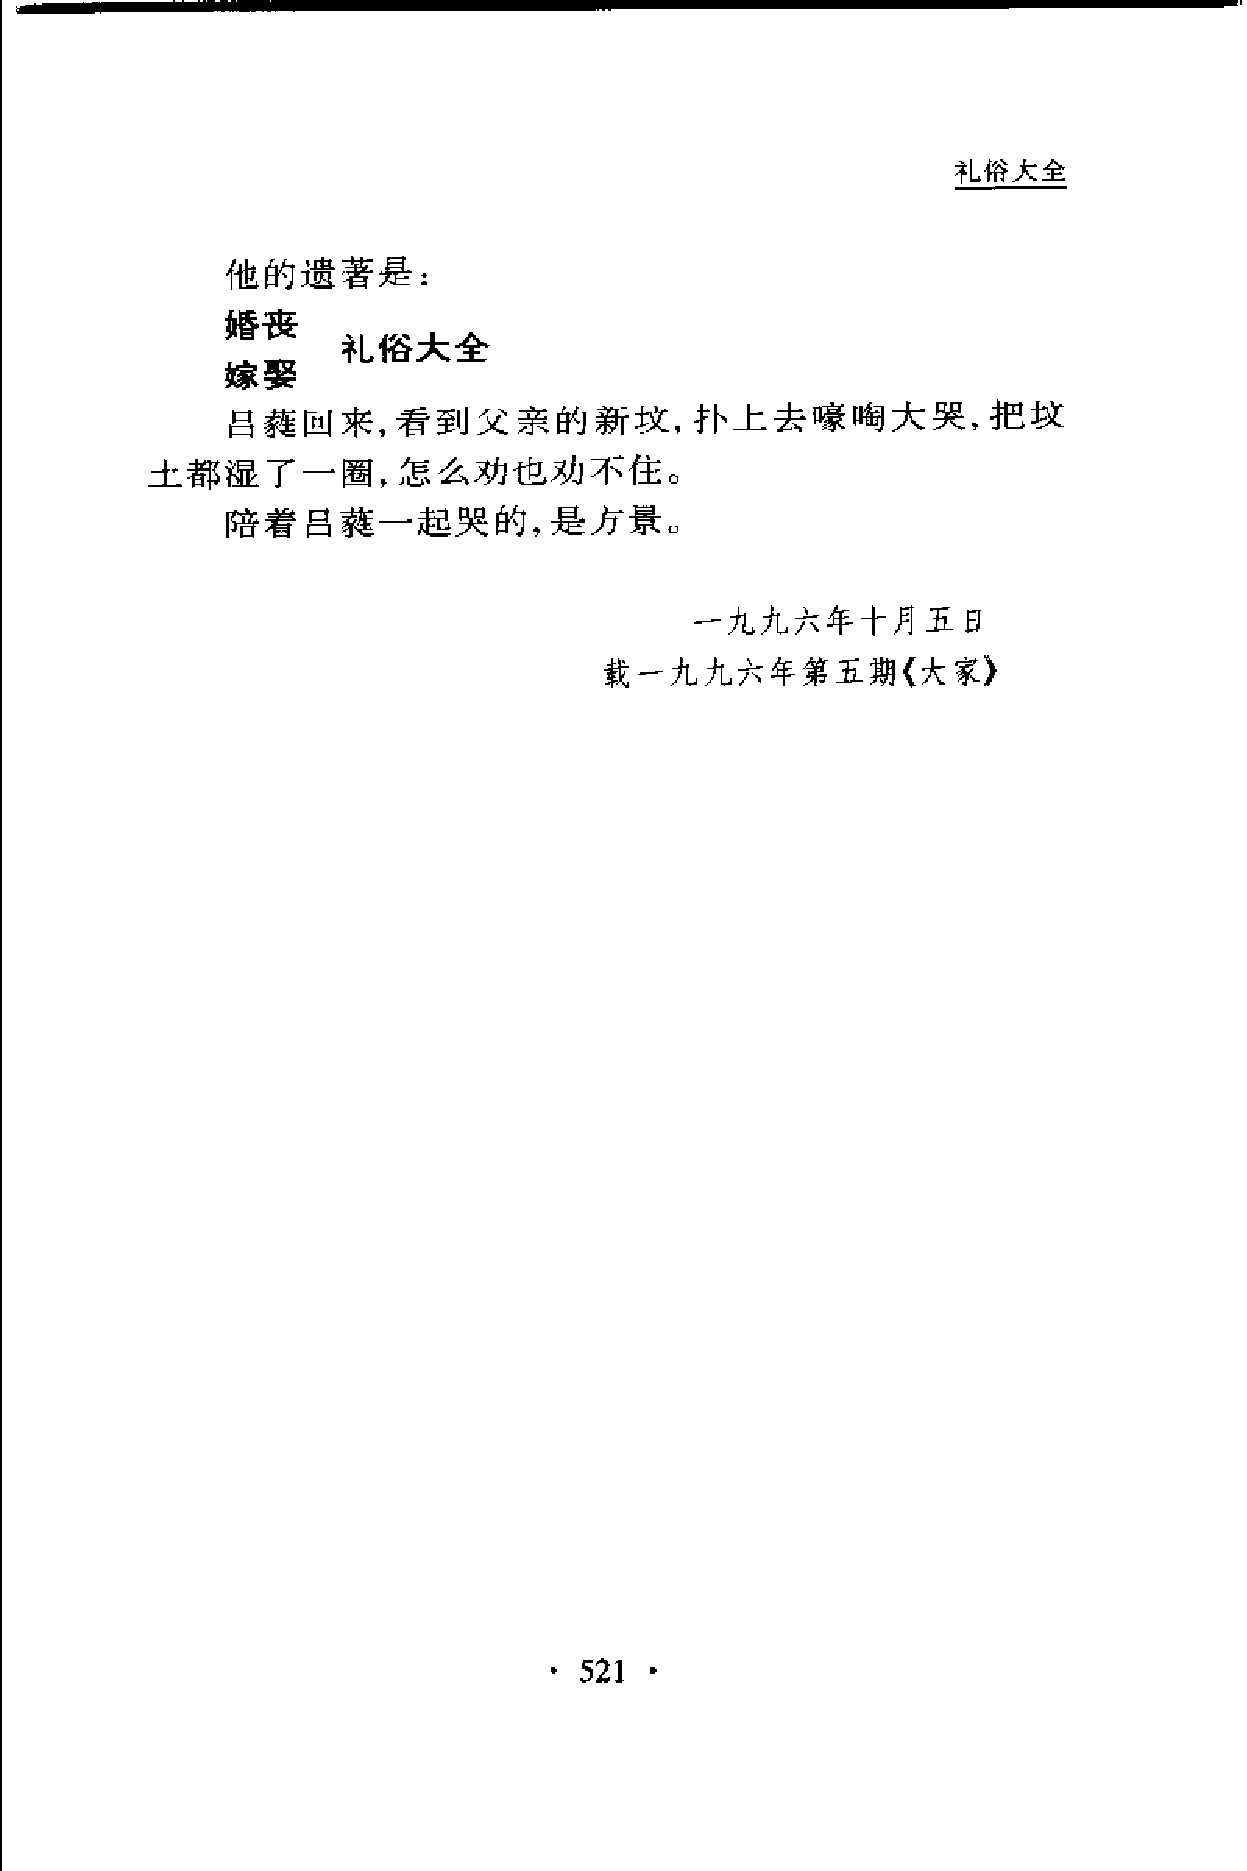 礼俗大全
他的遗著是：
婚丧
礼俗大全
嫁娶
吕蕤回来，看到父亲的新坟，扑上去嚎啕大哭，把坟
土都湿了一圈，怎么劝也劝不住。
陪着吕蕤一起哭的，是方景。
一九九六年十月五日
载一九九六年第五期《大家》
· 521 ·